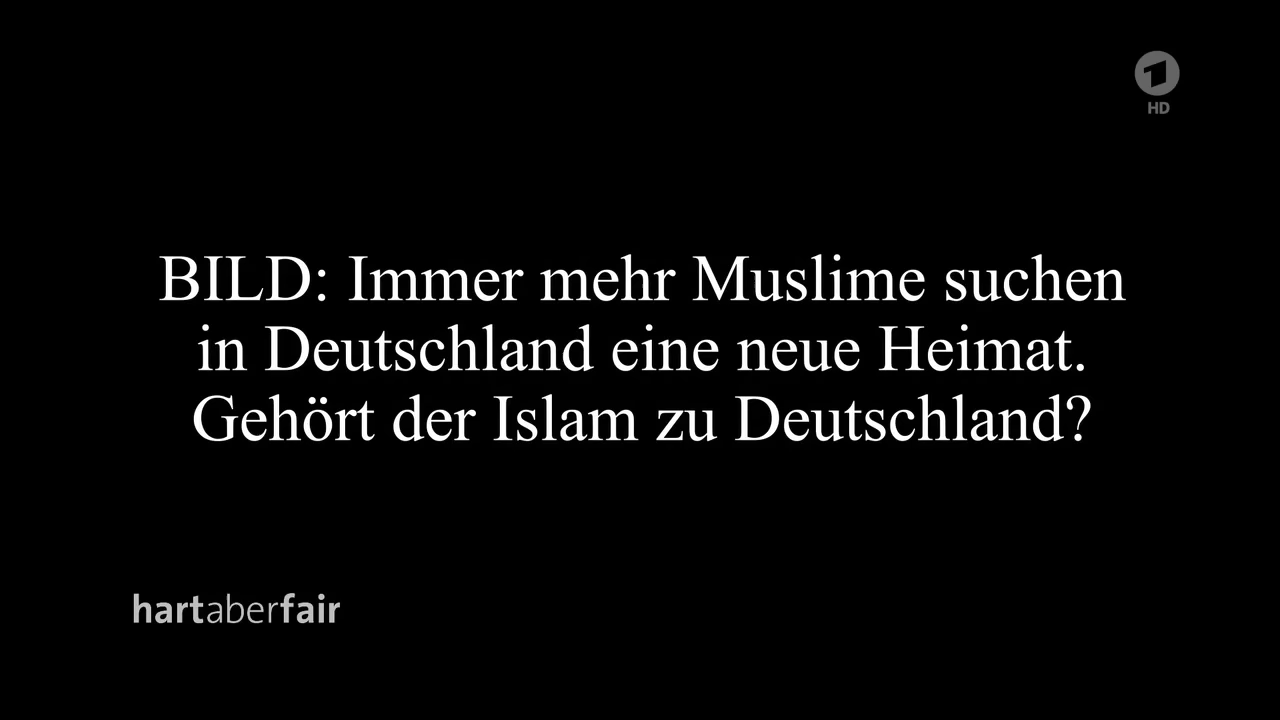 HD
BILD: Immer mehr Muslime suchen
in Deutschland eine neue Heimat.
Gehört der Islam zu Deutschland?
hartaberfair